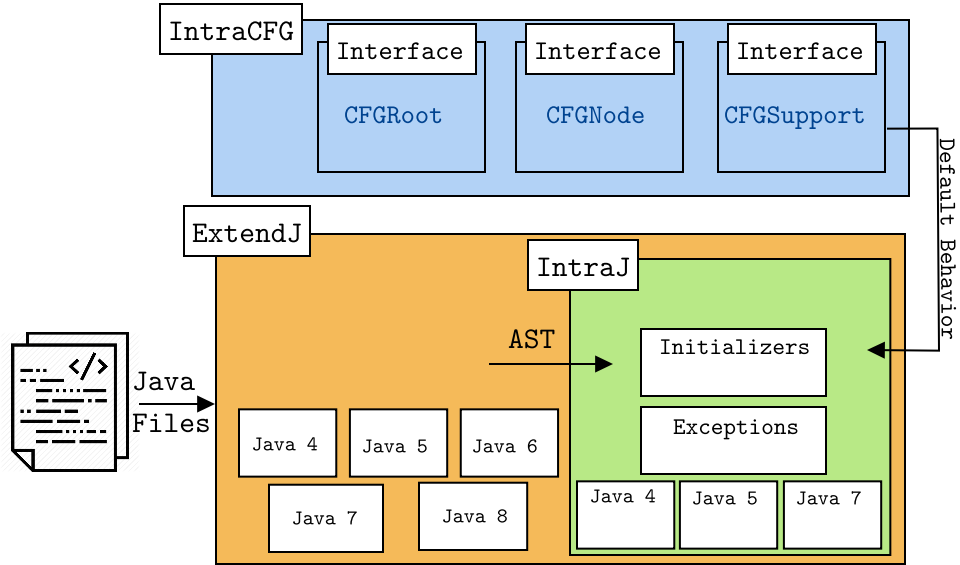 IntraCFG
Interface
Interface
Interface
CFGRoot
CFGNode
CFGSupport
Default Behavior
ExtendJ
IntraJ
AST
Initializers
Java
Files
Exceptions
Java 4
Java 5
Java 6
Java 7
Java 8
Java 4
Java 5
Java 7